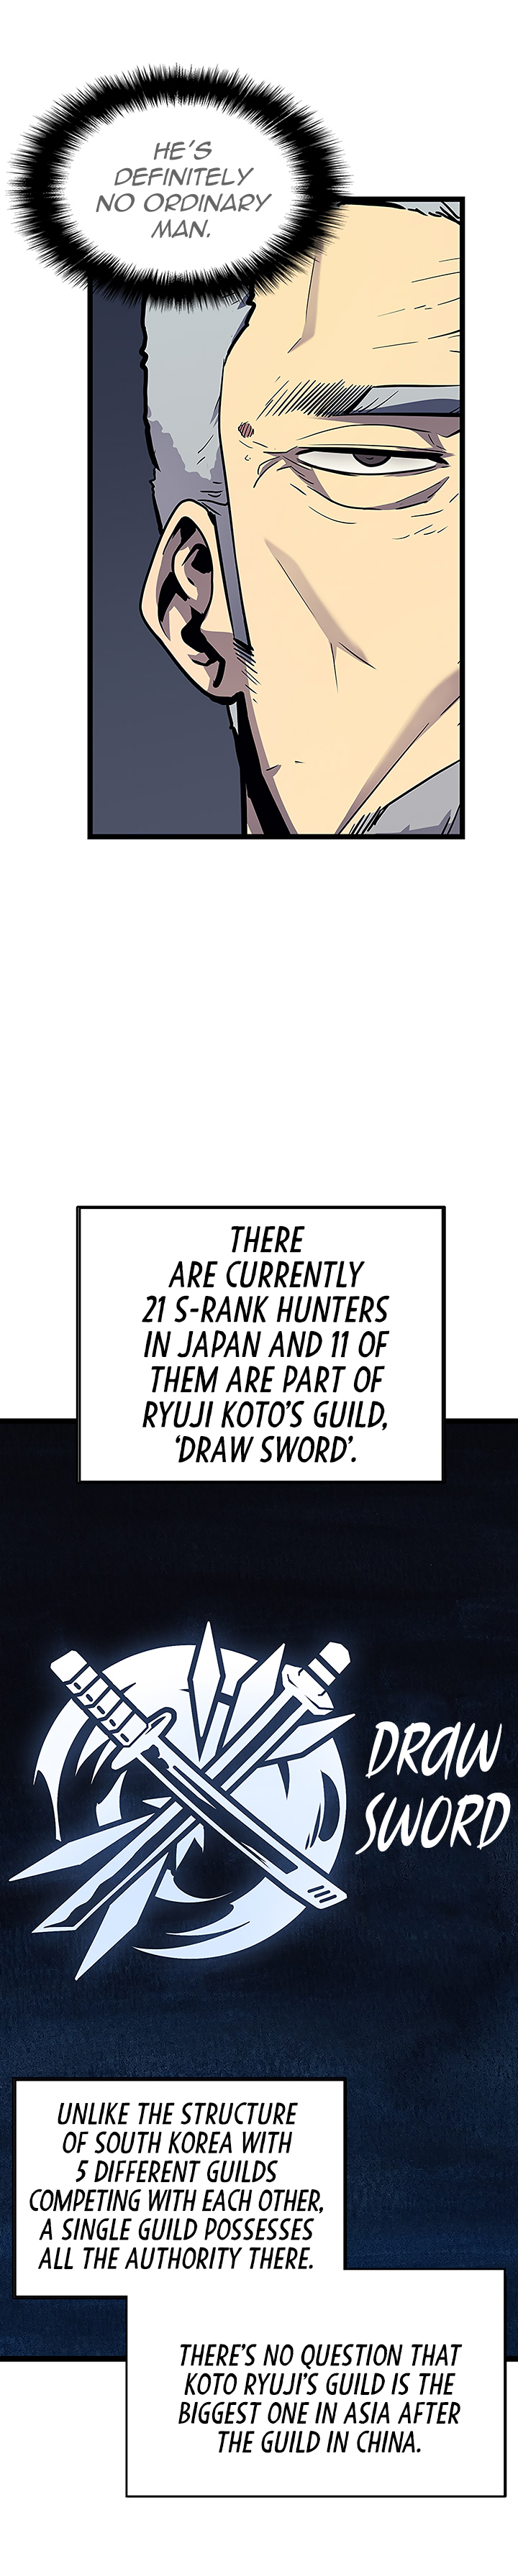 HE'S
DEFINITELY
NO ORDINARY
MAN.
THERE
ARE CURRENTLY
21 S-RANK HUNTERS
IN JAPAN AND 11 OF
THEM ARE PART OF
RYUJI KOTO'S GUILD,
'DRAW SWORD'.
DRAW
SWORD
UNLIKE THE STRUCTURE
OF SOUTH KOREA WITH
5 DIFFERENT GUILDS
COMPETING WITH EACH OTHER,
A SINGLE GUILD POSSESSES
ALL THE AUTHORITY THERE.
THERE'S NO QUESTION THAT
KOTO RYUJI'S GUILD IS THE
BIGGEST ONE IN ASIA AFTER
THE GUILD IN CHINA.